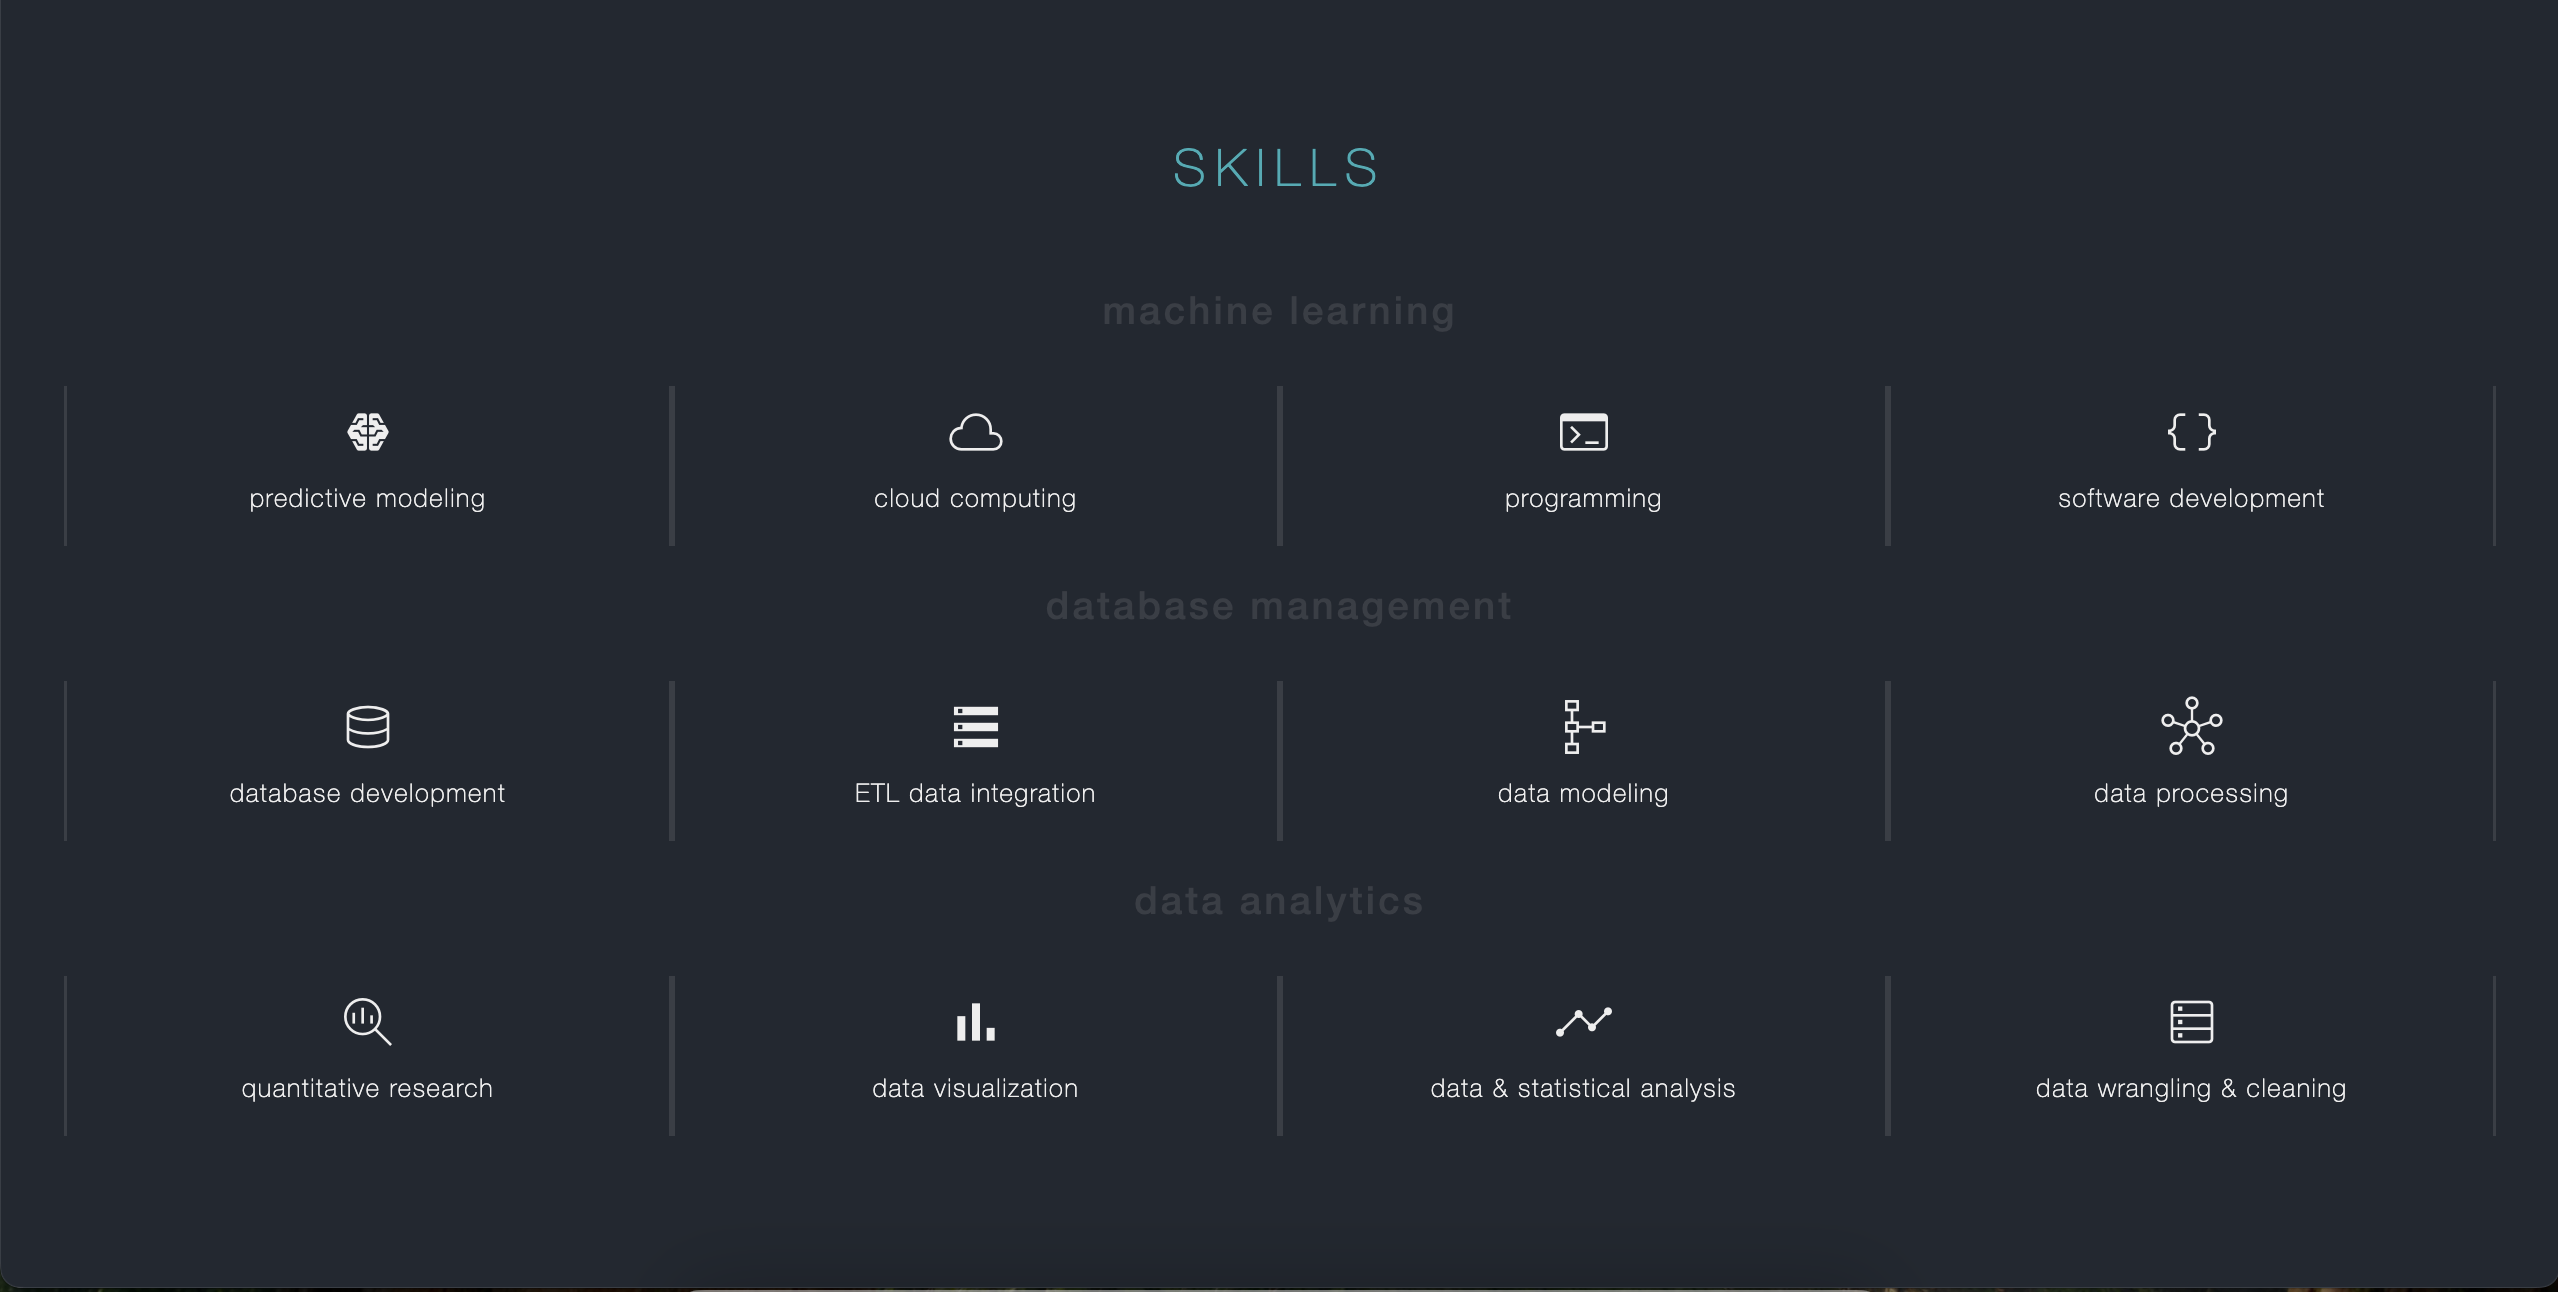 SKILLS
machine learning
predictive modeling
cloud computing
programming
software development
database management
database development
ETL data integration
data modeling
data processing
data analytics
quantitative research
data visualization
data & statistical analysis
data wrangling & cleaning